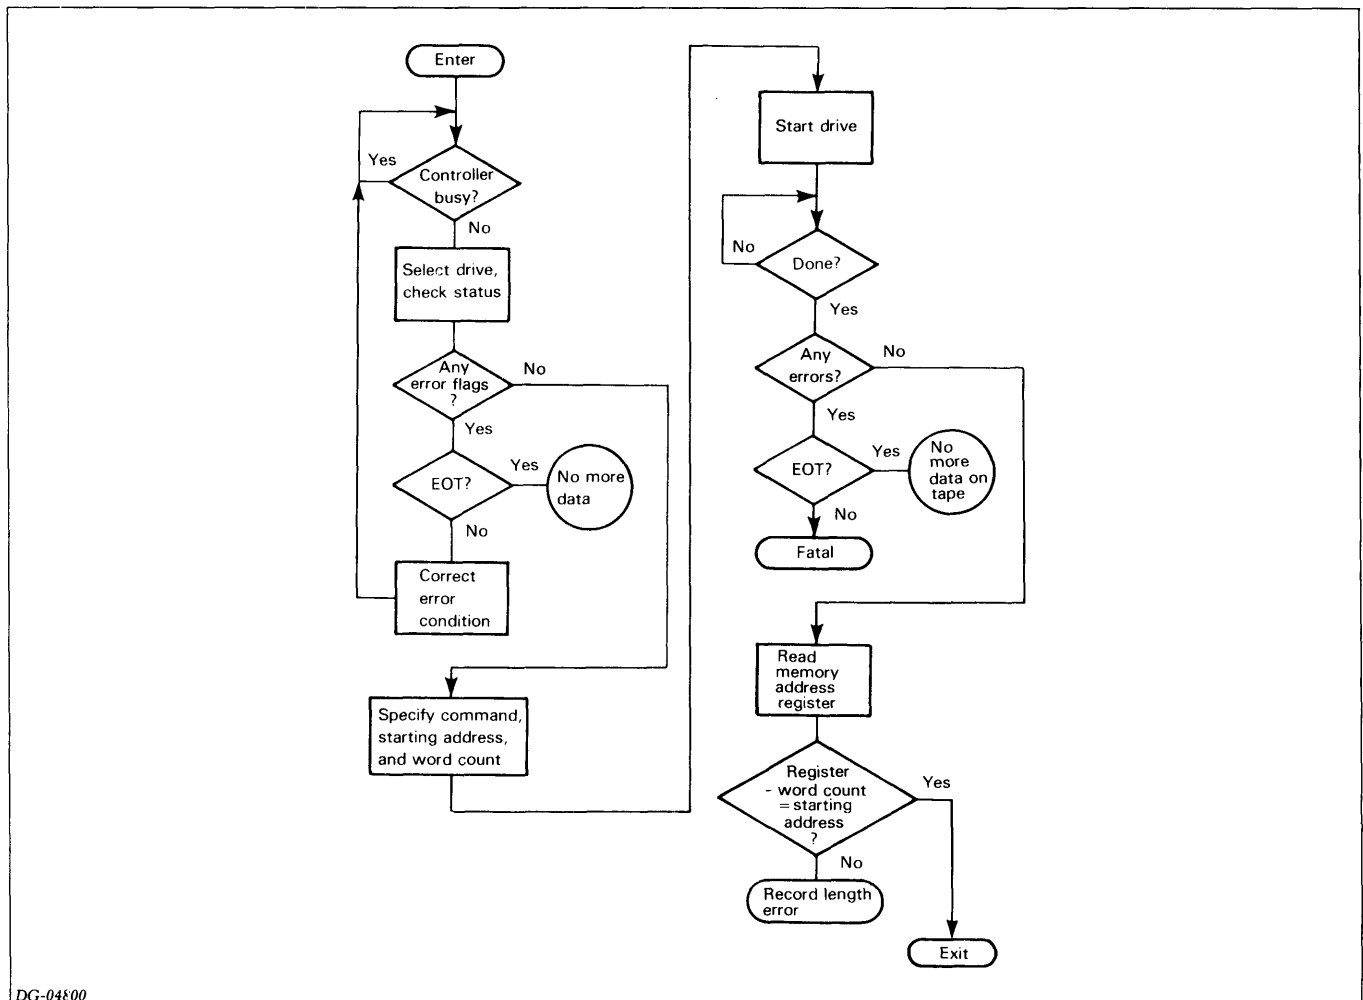 Enter
Yes
Controller
busy?
No
Select drive,
check status
Any
error flags
?
No
Yes
EOT?
Yes
No more
data
No
Correct
error
condition
Specify command,
starting address,
and word count
Start drive
No
Done?
Yes
Any
errors?
No
Yes
EOT?
Yes
No
more
data on
tape
No
Fatal
Read
memory
address
register
Register
- word count
= starting
address
?
Yes
No
Record length
error
Exit
DG-04800